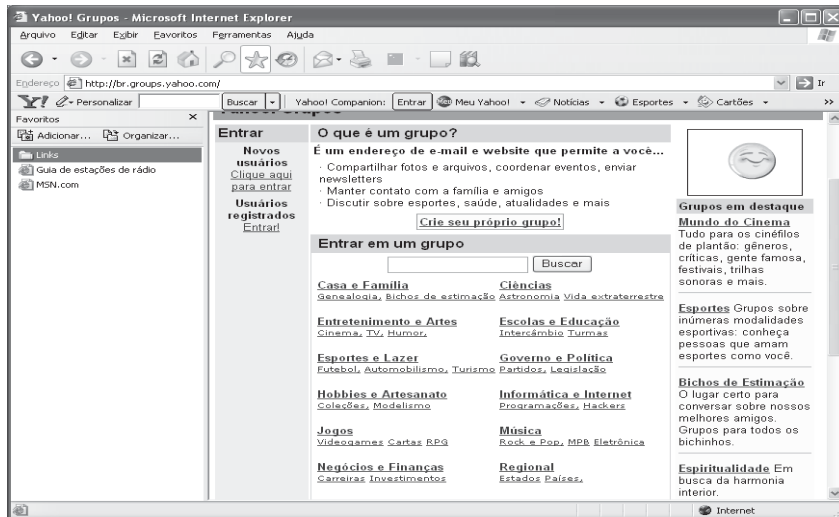 Yahoo! Grupos - Microsoft Internet Explorer
Arquivo Editar Exibir Favoritos Ferramentas Ajuda
Endereço http://br.groups.yahoo.com/ Ir
Y! Personalizar Buscar Yahoo! Companion: Entrar Meu Yahoo! Notícias Esportes Cartões »
Favoritos
Adicionar... Organizar...
Links
Guia de estações de rádio
MSN.com
Entrar
Novos
usuários
Clique aqui
para entrar
Usuários
registrados
Entrar!
O que é um grupo?
É um endereço de e-mail e website que permite a você...
· Compartilhar fotos e arquivos, coordenar eventos, enviar
newsletters
· Manter contato com a família e amigos
· Discutir sobre esportes, saúde, atualidades e mais
Crie seu próprio grupo!
Entrar em um grupo
Buscar
Casa e Família
Genealogia, Bichos de estimação
Ciências
Astronomia Vida extraterrestre
Entretenimento e Artes
Cinema, TV, Humor,
Escolas e Educação
Intercâmbio Turmas
Esportes e Lazer
Futebol, Automobilismo, Turismo
Governo e Política
Partidos, Legislação
Hobbies e Artesanato
Coleções, Modelismo
Informática e Internet
Programações, Hackers
Jogos
Videogames Cartas RPG
Música
Rock e Pop, MPB Eletrônica
Negócios e Finanças
Carreiras Investimentos
Regional
Estados Países,
Grupos em destaque
Mundo do Cinema
Tudo para os cinéfilos
de plantão: gêneros,
críticas, gente famosa,
festivais, trilhas
sonoras e mais.
Esportes Grupos sobre
inúmeras modalidades
esportivas: conheça
pessoas que amam
esportes como você.
Bichos de Estimação
O lugar certo para
conversar sobre nossos
melhores amigos.
Grupos para todos os
bichinhos.
Espiritualidade Em
busca da harmonia
interior.
Internet